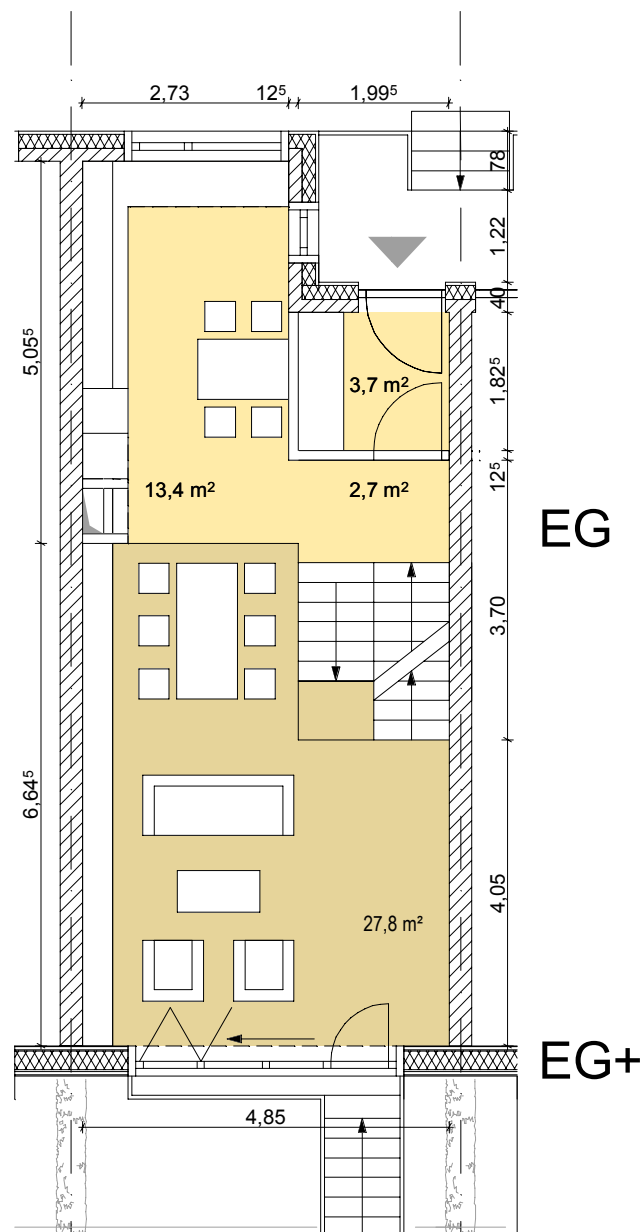 2,73 12⁵ 1,99⁵
78
1,22
40
5,05⁵
1,82⁵
3,7 m²
13,4 m² 2,7 m²
12⁵
EG
3,70
6,64⁵
4,05
27,8 m²
EG+
4,85